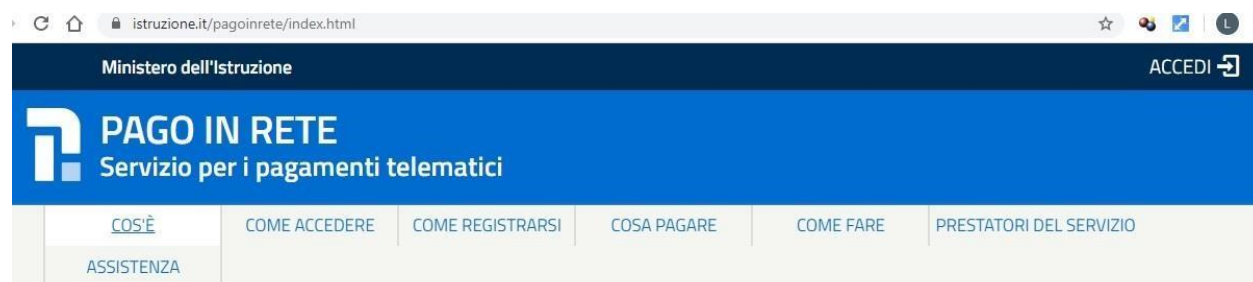 istruzione.it/pagoinrete/index.html
L
Ministero dell'Istruzione
ACCEDI
PAGO IN RETE
Servizio per i pagamenti telematici
COS'È
COME ACCEDERE
COME REGISTRARSI
COSA PAGARE
COME FARE
PRESTATORI DEL SERVIZIO
ASSISTENZA